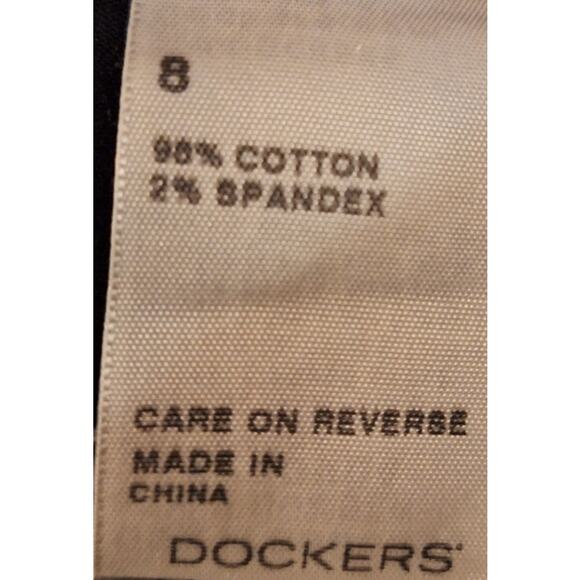 8
98% COTTON
2% SPANDEX
CARE ON REVERSE
MADE IN
CHINA
DOCKERS®